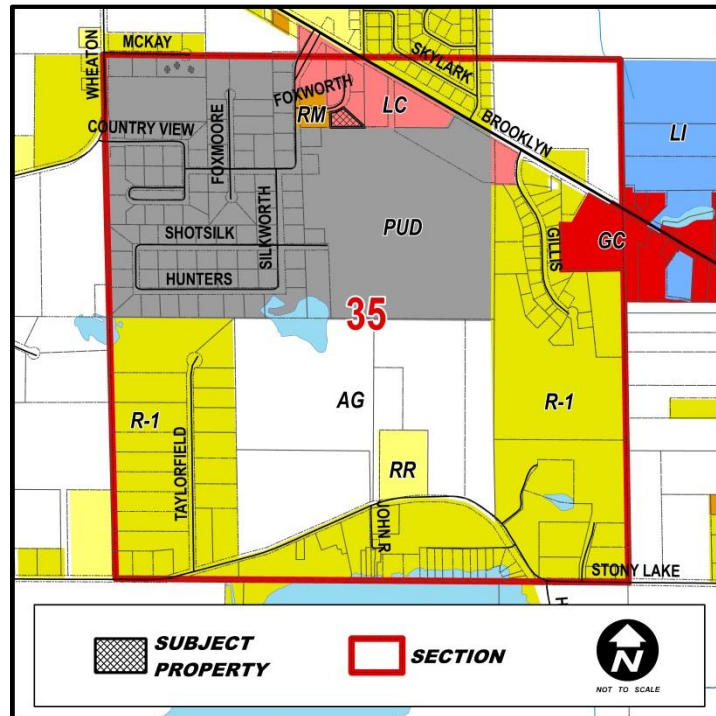 MCKAY
WHEATON
SKYLARK
FOXWORTH
RM
LC
BROOKLYN
COUNTRY VIEW
FOXMOORE
LI
SILKWORTH
SHOTSILK
PUD
GILLIS
GC
HUNTERS
35
R-1
TAYLORFIELD
AG
R-1
RR
JOHN R
STONY LAKE
H
SUBJECT
PROPERTY
SECTION
N
NOT TO SCALE